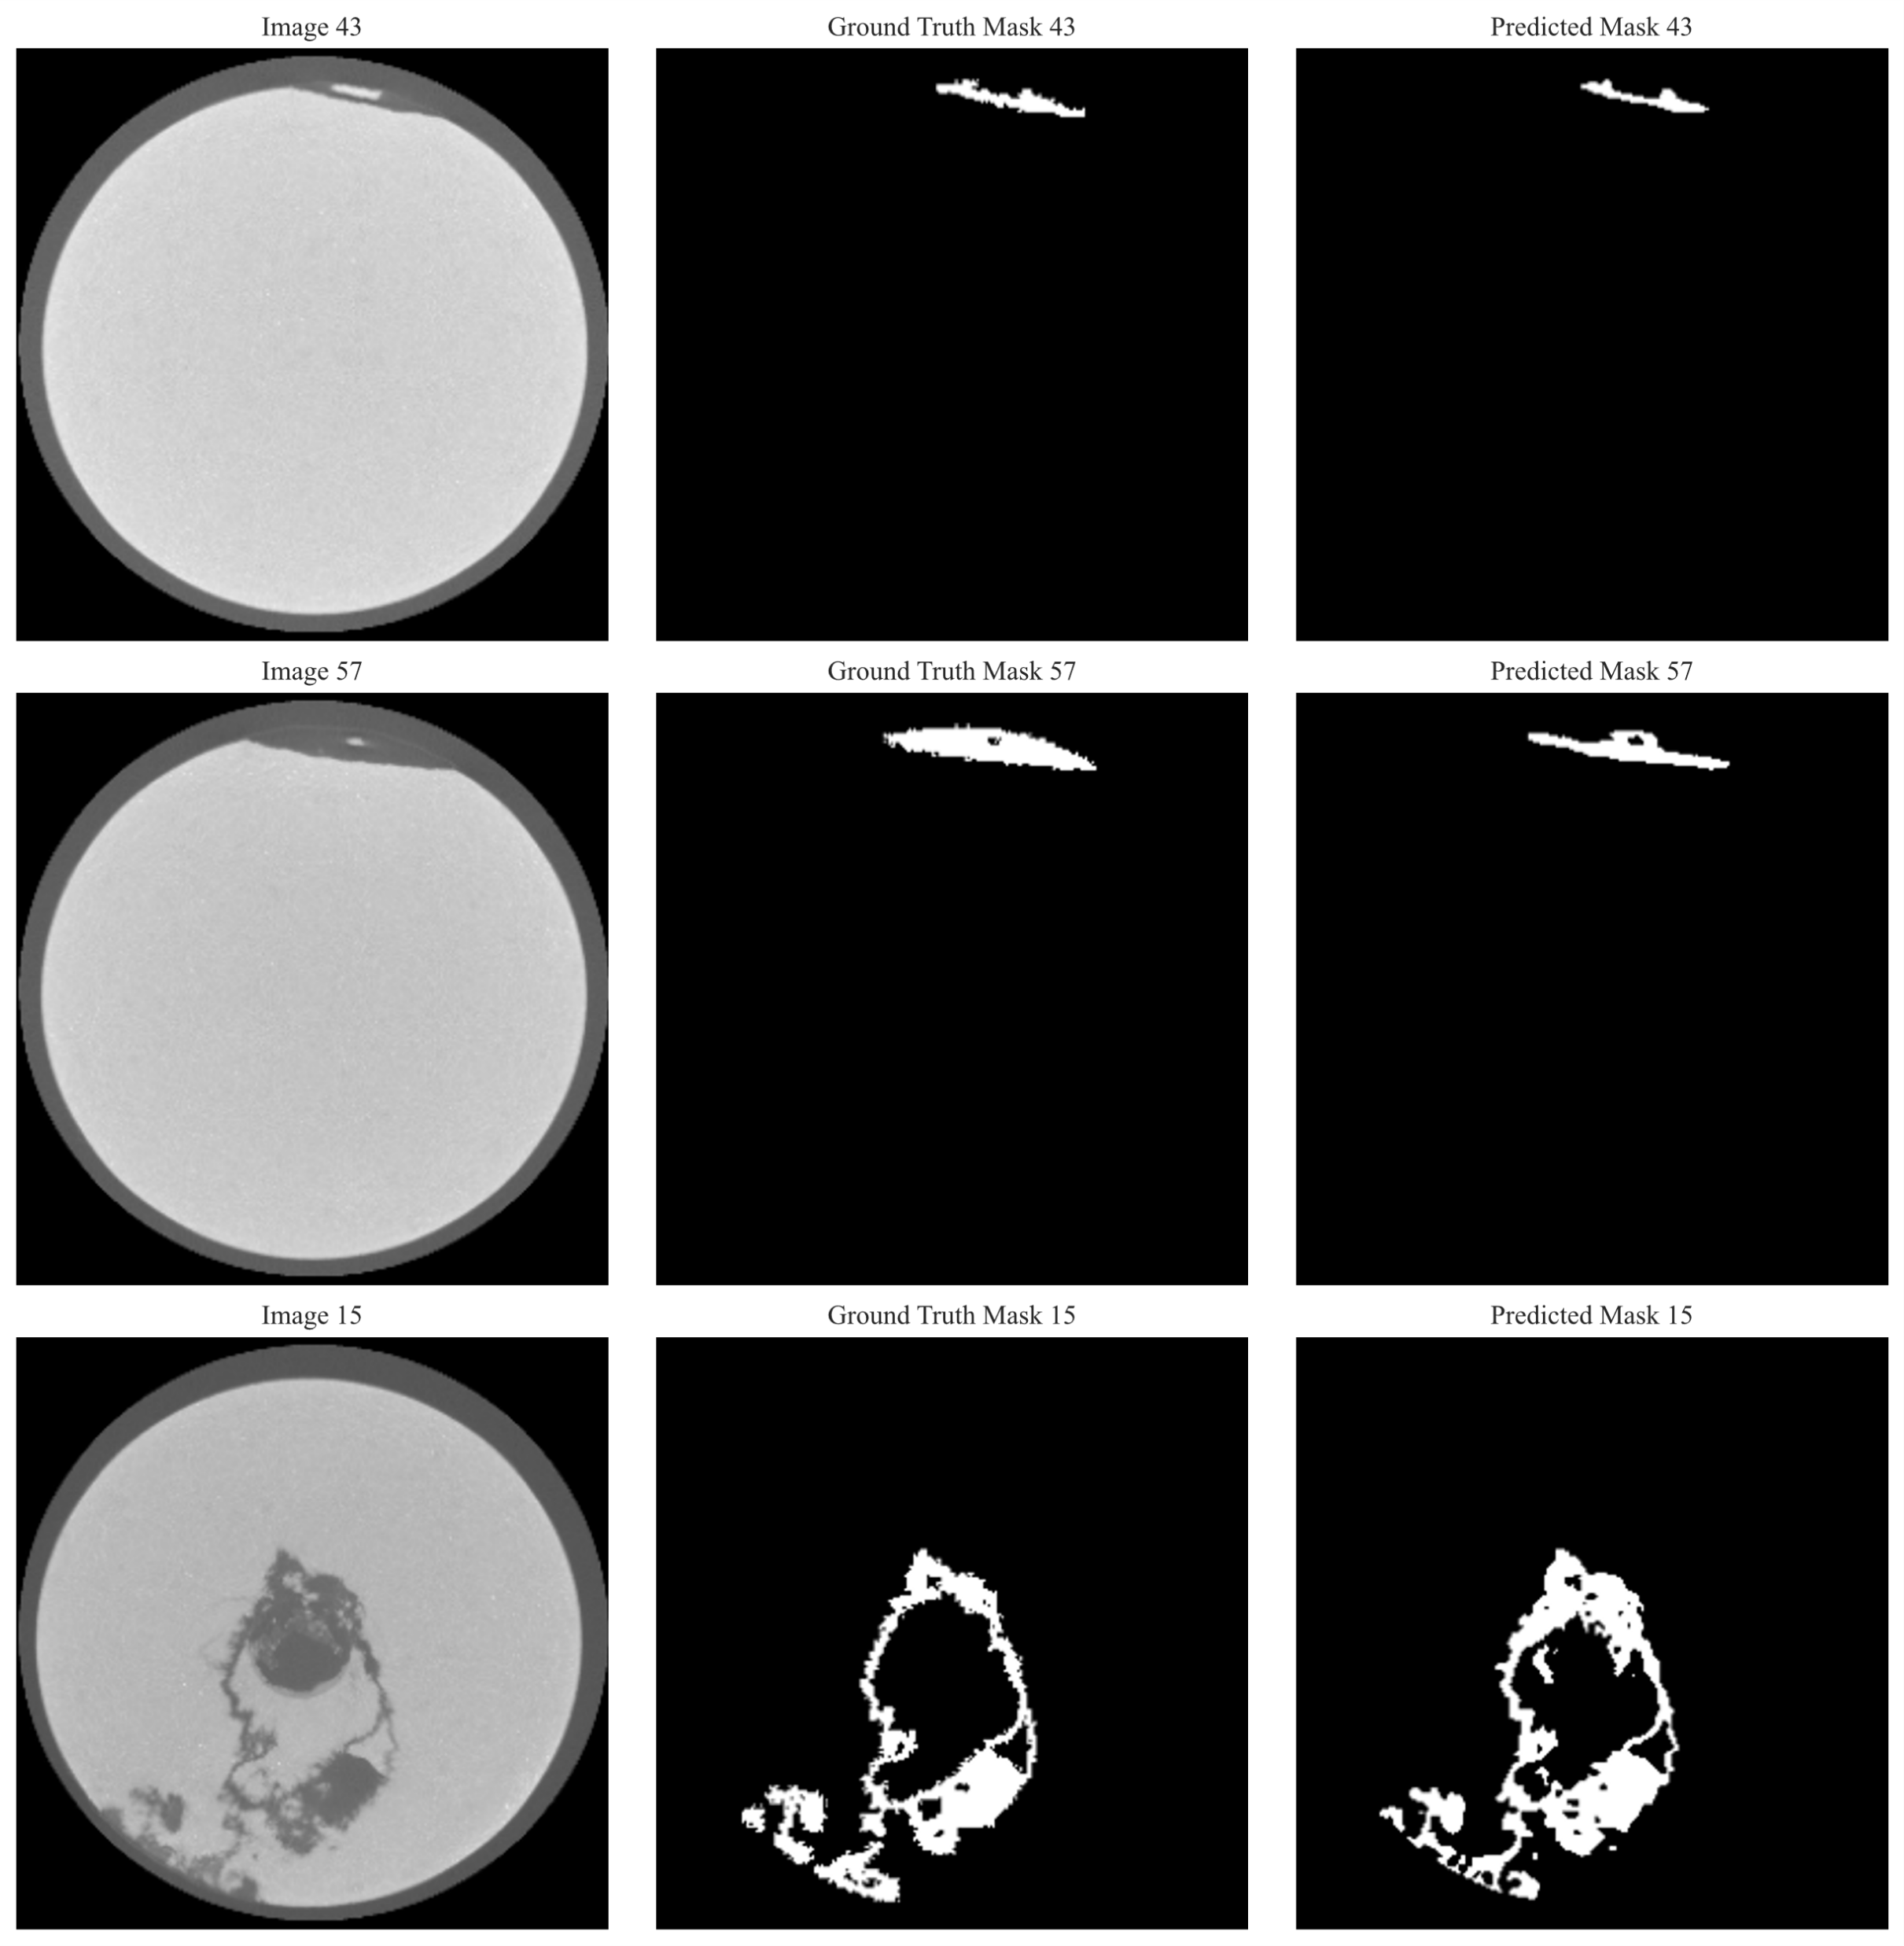 Image 43
Ground Truth Mask 43
Predicted Mask 43
Image 57
Ground Truth Mask 57
Predicted Mask 57
Image 15
Ground Truth Mask 15
Predicted Mask 15